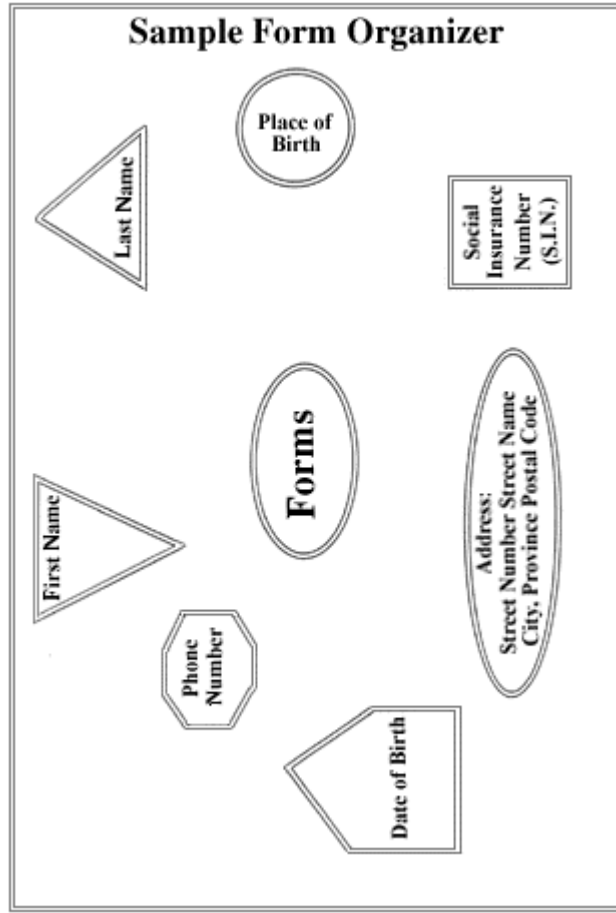 Sample Form Organizer
Place of
Birth
Last Name
Social
Insurance
Number
(S.I.N.)
First Name
Forms
Address:
Street Number Street Name
City, Province Postal Code
Phone
Number
Date of Birth